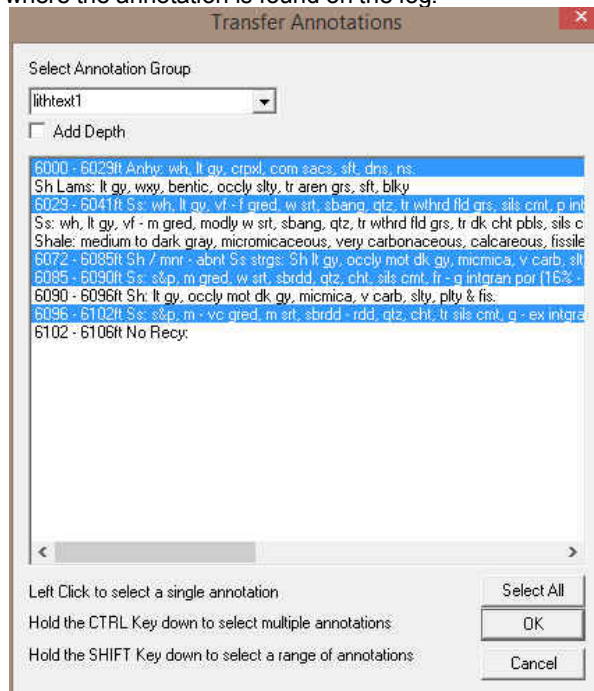 where the annotation is found on the log.
Transfer Annotations
Select Annotation Group
lithtext1
Add Depth
6000 - 6029ft Anhy: wh, lt gy, crpxl, com sacs, sft, dns, ns.
Sh Lams: lt gy, wxy, bentic, occly slty, tr aren grs, sft, blky
6029 - 6041ft Ss: wh, lt gy, vf - f gred, w srt, sbang, qtz, tr wthrd fld grs, sils cmt, p int
Ss: wh, lt gy, vf - m gred, modly w srt, sbang, qtz, tr wthrd fld grs, tr dk cht pbls, sils c
Shale: medium to dark gray, micromicaceous, very carbonaceous, calcareous, fissile
6072 - 6085ft Sh / mnr - abnt Ss strgs: Sh lt gy, occly mot dk gy, micmica, v carb, slt
6085 - 6090ft Ss: s&p, m gred, w srt, sbrdd, qtz, cht, sils cmt, fr - g intgran por (16% -
6090 - 6096ft Sh: lt gy, occly mot dk gy, micmica, v carb, slty, plty & fis.
6096 - 6102ft Ss: s&p, m - vc gred, m srt, sbrdd - rdd, qtz, cht, tr sils cmt, g - ex intgra
6102 - 6106ft No Recy:
Left Click to select a single annotation
Select All
Hold the CTRL Key down to select multiple annotations
OK
Hold the SHIFT Key down to select a range of annotations
Cancel